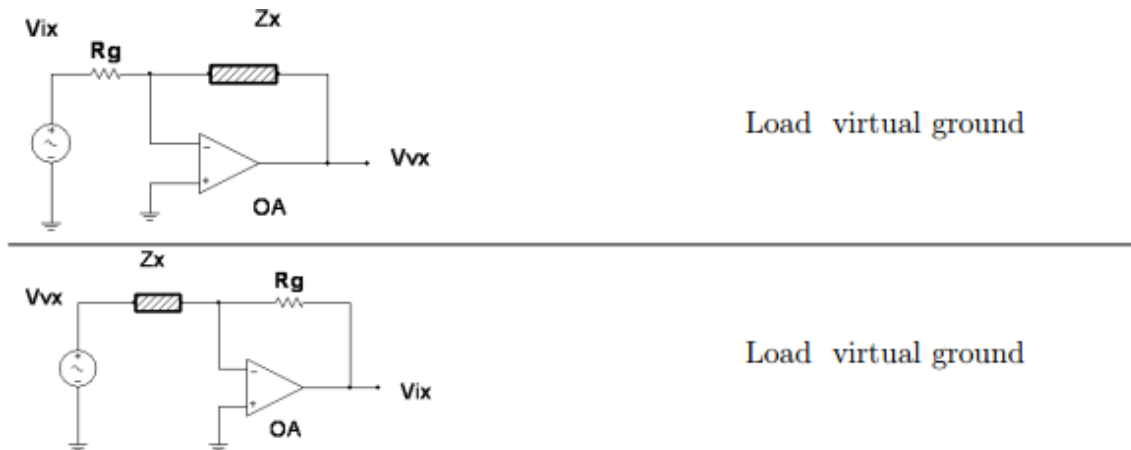 Vix
Zx
Rg
Load virtual ground
Vvx
OA
Zx
Rg
Vvx
Load virtual ground
Vix
OA